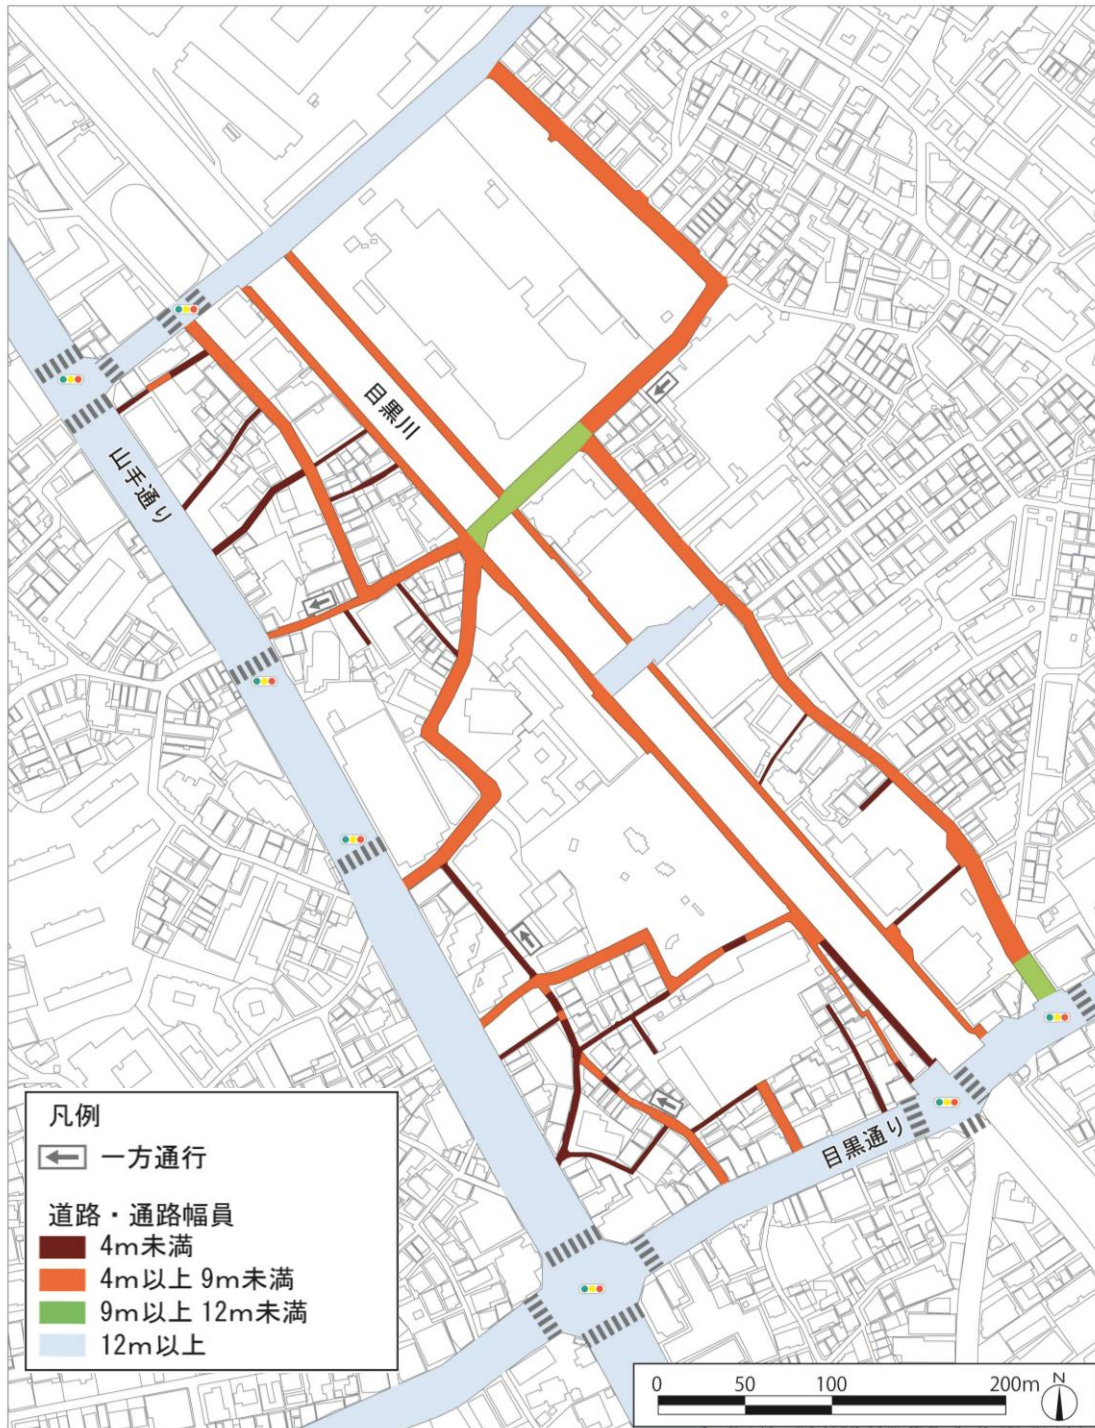 目黒川
山手通り
目黒通り
凡例
一方通行
道路・通路幅員
4m未満
4m以上 9m未満
9m以上 12m未満
12m以上
0 50 100 200m N